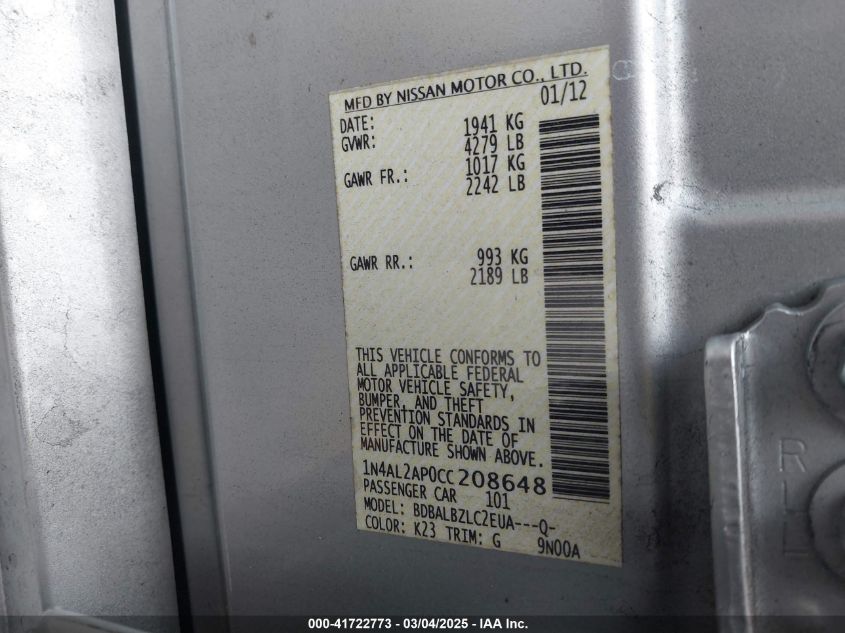 MFD BY NISSAN MOTOR CO., LTD.
DATE: 01/12
GVWR: 1941 KG
4279 LB
GAWR FR.: 1017 KG
2242 LB
GAWR RR.: 993 KG
2189 LB
THIS VEHICLE CONFORMS TO
ALL APPLICABLE FEDERAL
MOTOR VEHICLE SAFETY,
BUMPER, AND THEFT
PREVENTION STANDARDS IN
EFFECT ON THE DATE OF
MANUFACTURE SHOWN ABOVE.
1N4AL2AP0CC208648
PASSENGER CAR 101
MODEL: BDBALBZLC2EUA---Q-
COLOR: K23 TRIM: G 9N00A
000-41722773 - 03/04/2025 - IAA Inc.